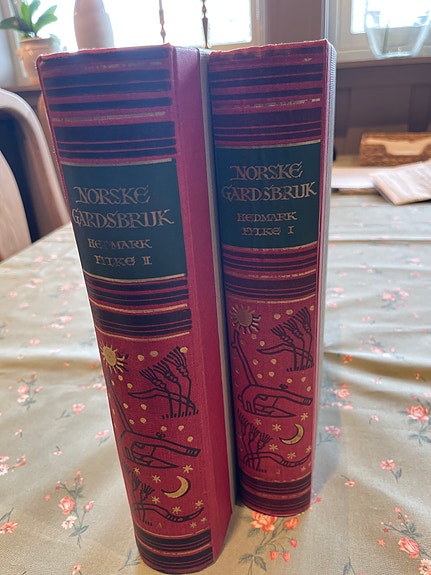 NORSKE
GARDSBRUK
HEDMARK
FYLKE II
NORSKE
GARDSBRUK
HEDMARK
FYLKE I